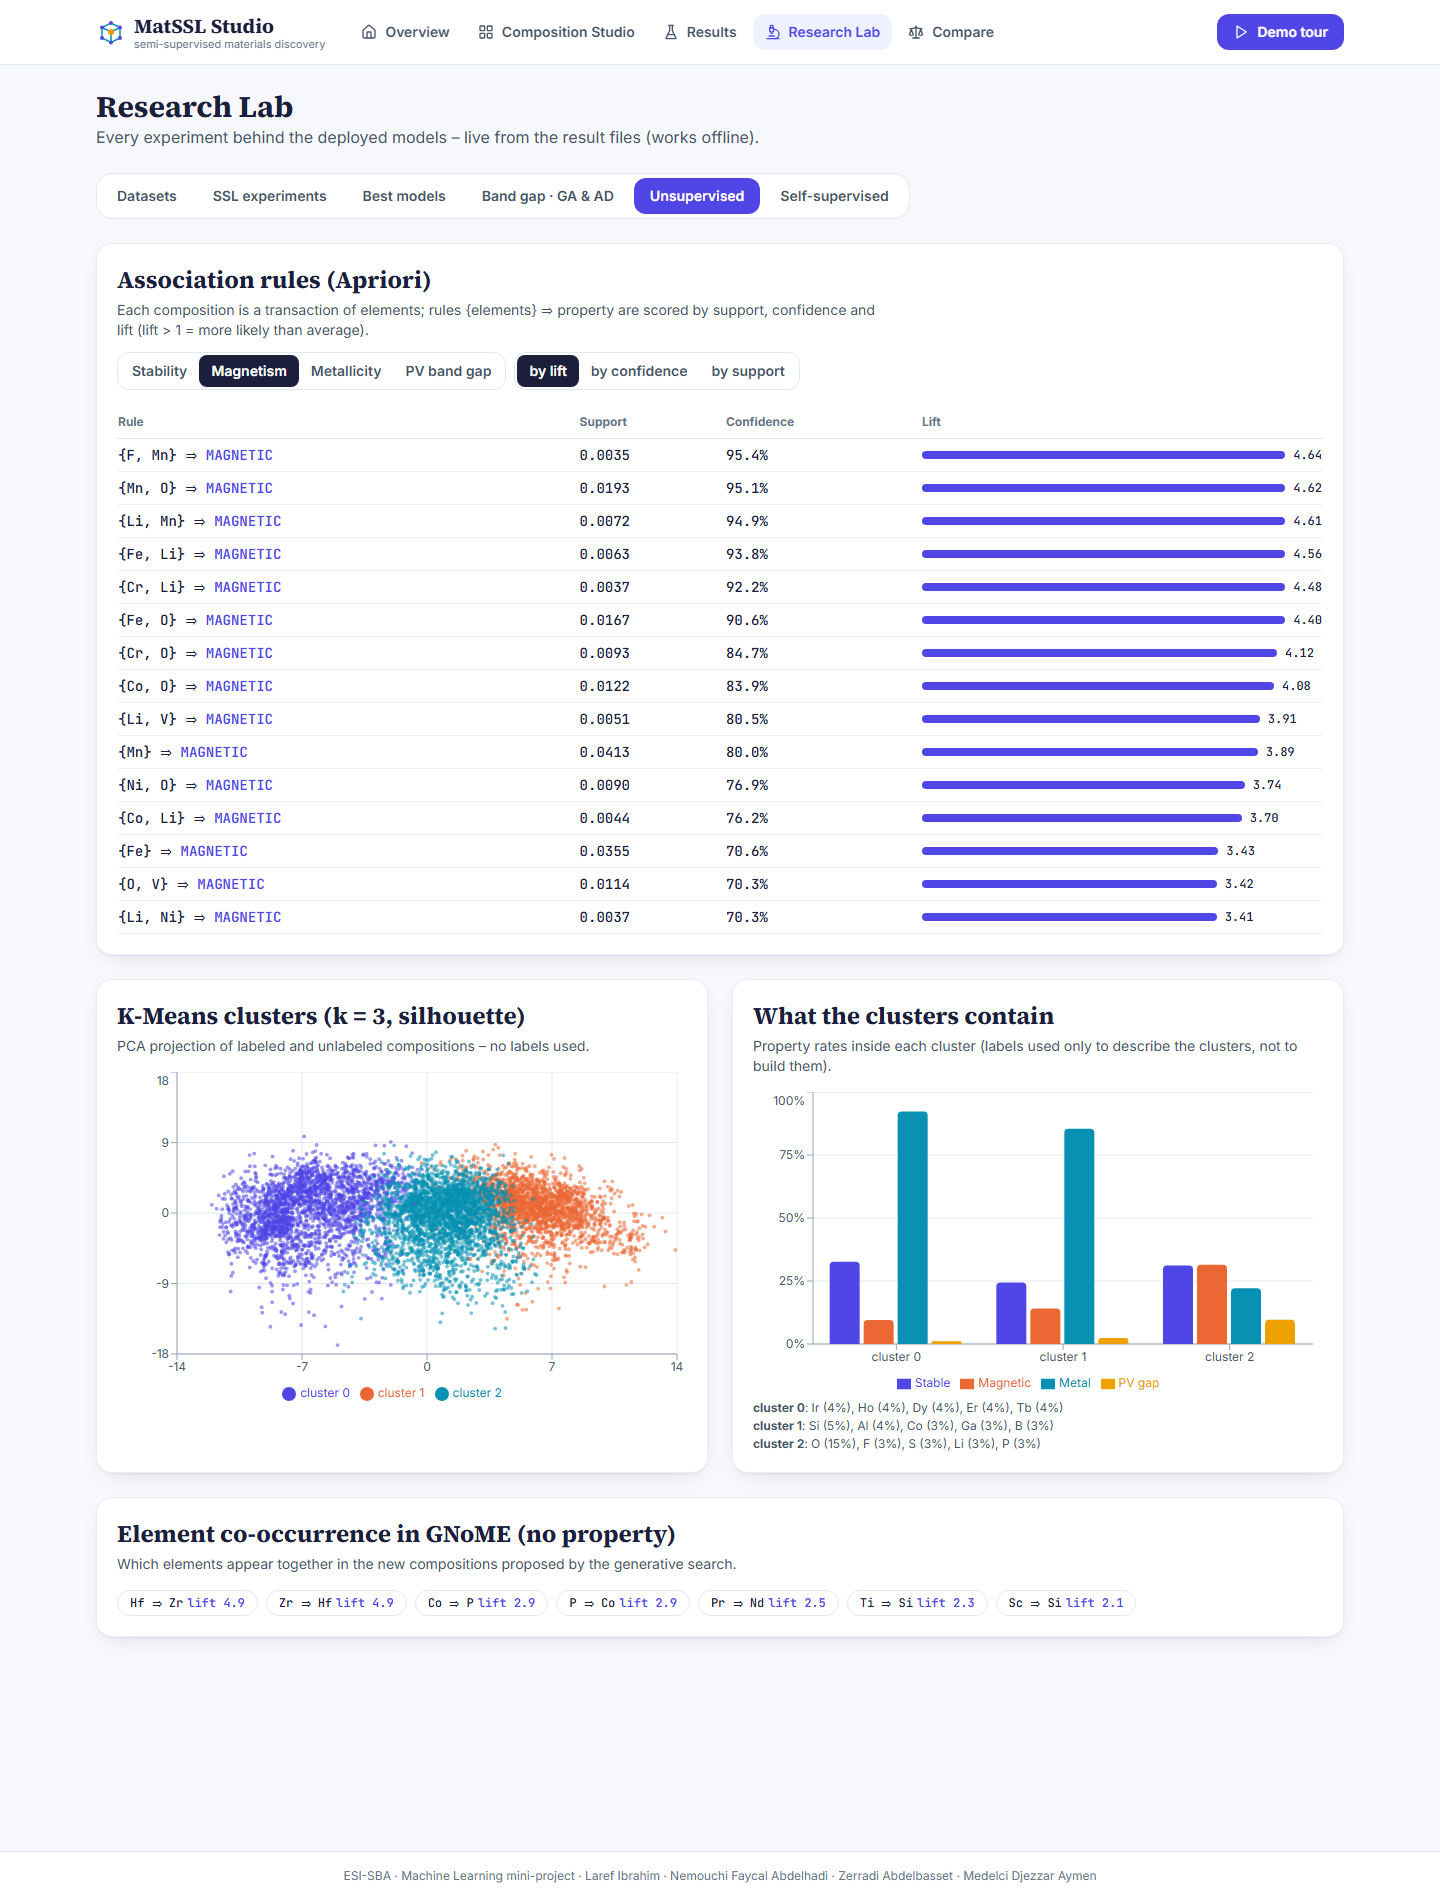 MatSSL Studio
semi-supervised materials discovery
Overview
Composition Studio
Results
Research Lab
Compare
Demo tour
Research Lab
Every experiment behind the deployed models – live from the result files (works offline).
Datasets
SSL experiments
Best models
Band gap · GA & AD
Unsupervised
Self-supervised
Association rules (Apriori)
Each composition is a transaction of elements; rules {elements} ⇒ property are scored by support, confidence and
lift (lift > 1 = more likely than average).
Stability
Magnetism
Metallicity
PV band gap
by lift
by confidence
by support
Rule Support Confidence Lift
{F, Mn} ⇒ MAGNETIC 0.0035 95.4% 4.64
{Mn, O} ⇒ MAGNETIC 0.0193 95.1% 4.62
{Li, Mn} ⇒ MAGNETIC 0.0072 94.9% 4.61
{Fe, Li} ⇒ MAGNETIC 0.0063 93.8% 4.56
{Cr, Li} ⇒ MAGNETIC 0.0037 92.2% 4.48
{Fe, O} ⇒ MAGNETIC 0.0167 90.6% 4.40
{Cr, O} ⇒ MAGNETIC 0.0093 84.7% 4.12
{Co, O} ⇒ MAGNETIC 0.0122 83.9% 4.08
{Li, V} ⇒ MAGNETIC 0.0051 80.5% 3.91
{Mn} ⇒ MAGNETIC 0.0413 80.0% 3.89
{Ni, O} ⇒ MAGNETIC 0.0090 76.9% 3.74
{Co, Li} ⇒ MAGNETIC 0.0044 76.2% 3.70
{Fe} ⇒ MAGNETIC 0.0355 70.6% 3.43
{O, V} ⇒ MAGNETIC 0.0114 70.3% 3.42
{Li, Ni} ⇒ MAGNETIC 0.0037 70.3% 3.41
K-Means clusters (k = 3, silhouette)
PCA projection of labeled and unlabeled compositions – no labels used.
18
9
0
-9
-18
-14 -7 0 7 14
cluster 0 cluster 1 cluster 2
What the clusters contain
Property rates inside each cluster (labels used only to describe the clusters, not to
build them).
100%
75%
50%
25%
0%
cluster 0 cluster 1 cluster 2
Stable Magnetic Metal PV gap
cluster 0: Ir (4%), Ho (4%), Dy (4%), Er (4%), Tb (4%)
cluster 1: Si (5%), Al (4%), Co (3%), Ga (3%), B (3%)
cluster 2: O (15%), F (3%), S (3%), Li (3%), P (3%)
Element co-occurrence in GNoME (no property)
Which elements appear together in the new compositions proposed by the generative search.
Hf ⇒ Zr lift 4.9
Zr ⇒ Hf lift 4.9
Co ⇒ P lift 2.9
P ⇒ Co lift 2.9
Pr ⇒ Nd lift 2.5
Ti ⇒ Si lift 2.3
Sc ⇒ Si lift 2.1
ESI-SBA · Machine Learning mini-project · Laref Ibrahim · Nemouchi Faycal Abdelhadi · Zerradi Abdelbasset · Medelci Djezzar Aymen